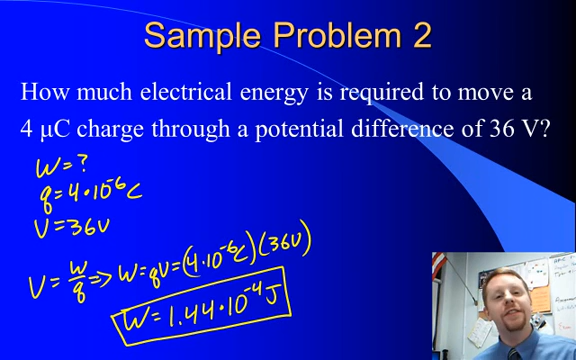 Sample Problem 2
How much electrical energy is required to move a
4 μC charge through a potential difference of 36 V?
W = ?
q = 4·10⁻⁶ C
V = 36V
V = W/q ⇒ W = qV = (4·10⁻⁶C)(36V)
W = 1.44·10⁻⁴ J